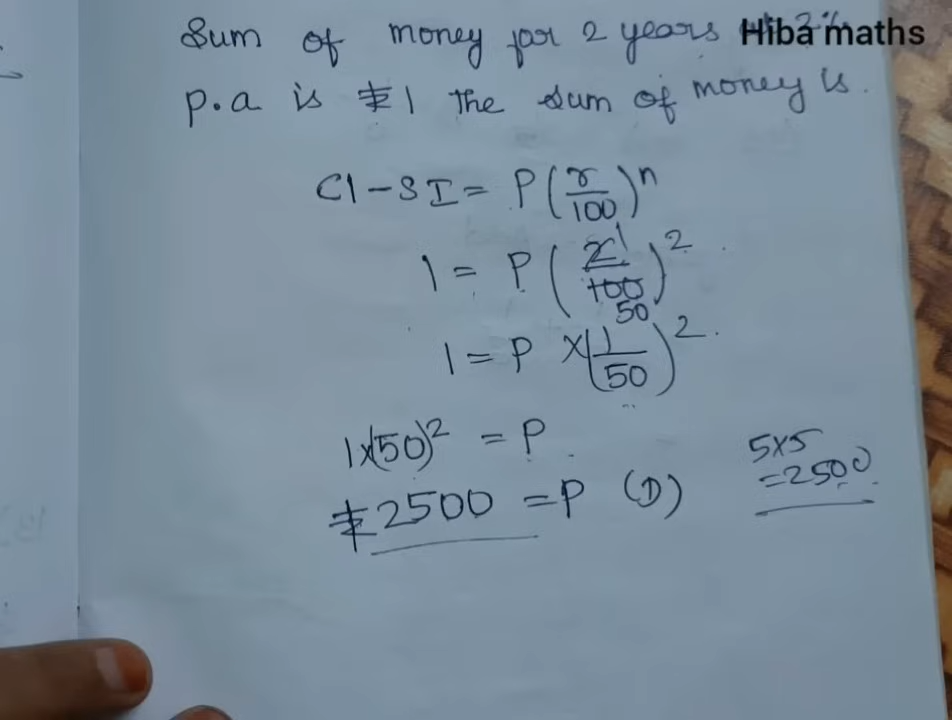 Sum of money for 2 years
Hiba maths
p.a is ₹1 The sum of money is.
CI-SI= P(r/100)^n
1 = P (2/100)^2
1
50
1 = P ×(1/50)^2.
1×(50)^2 = P
₹2500 = P (D)
5×5
=2500